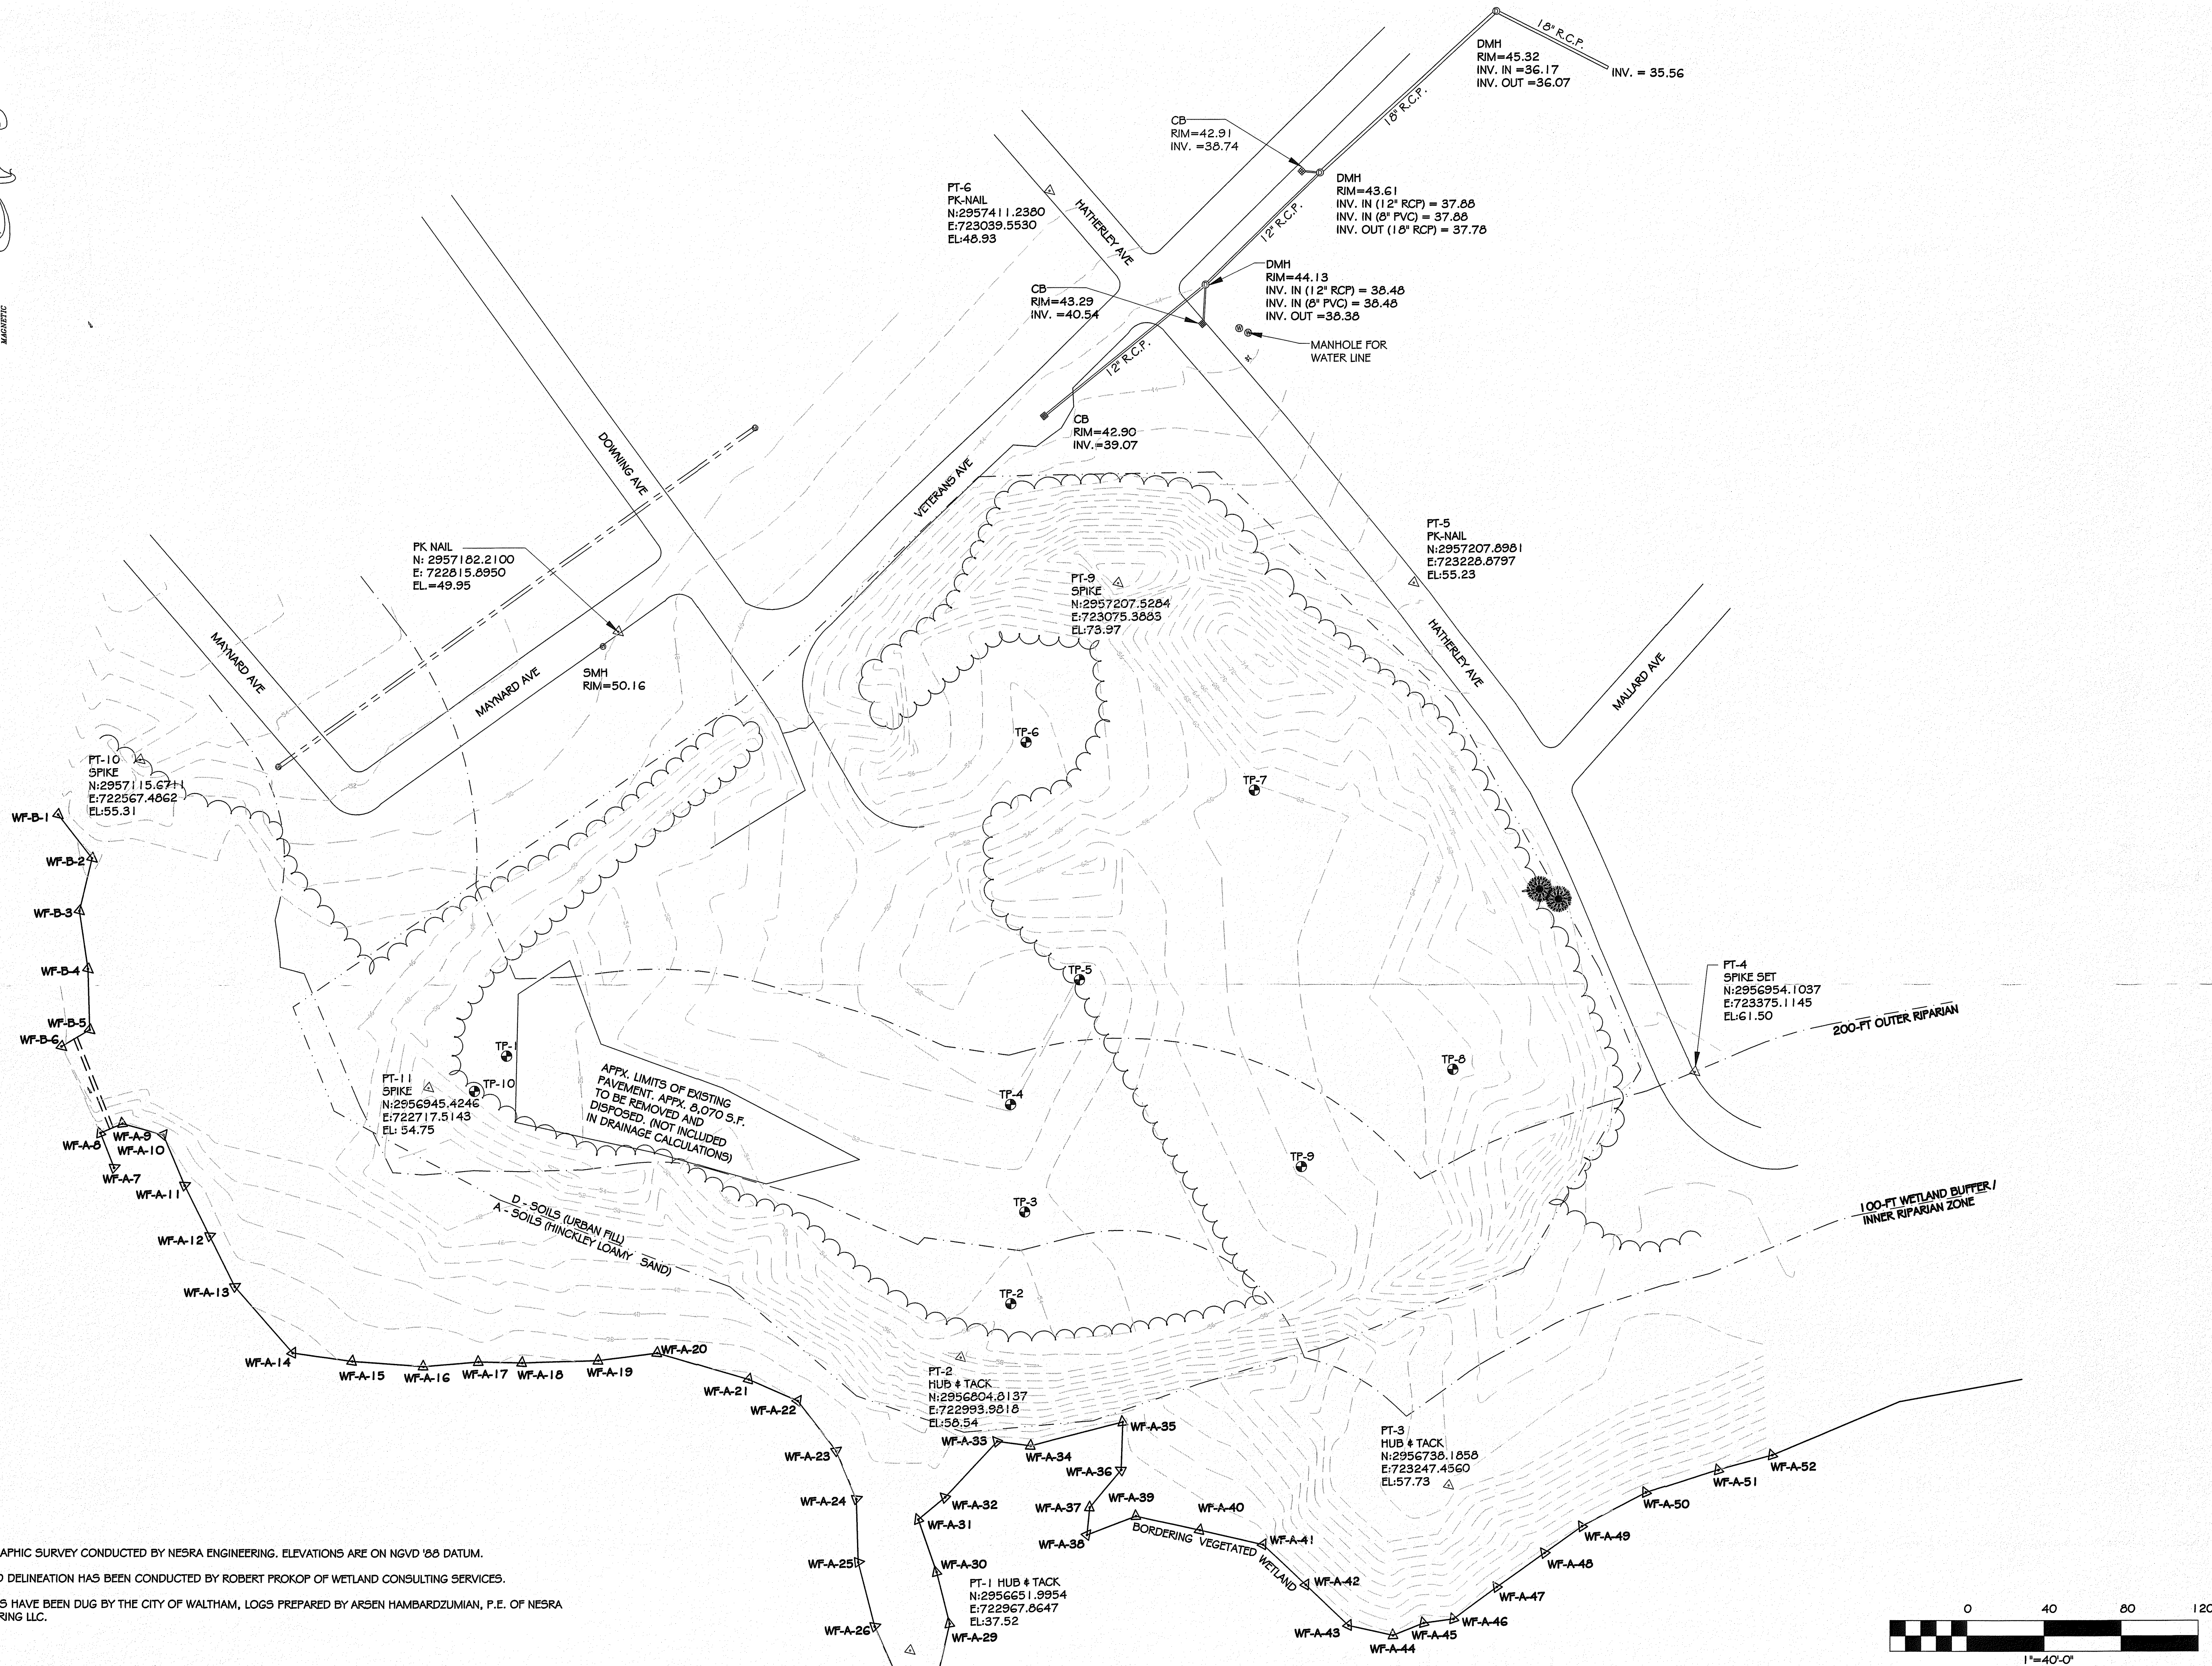 MAGNETIC
18" R.C.P.
DMH
RIM=45.32
INV. IN =36.17
INV. OUT =36.07
INV. = 35.56
18" R.C.P.
CB
RIM=42.91
INV. =38.74
DMH
RIM=43.61
INV. IN (12" RCP) = 37.88
INV. IN (8" PVC) = 37.88
INV. OUT (18" RCP) = 37.78
PT-6
PK-NAIL
N:2957411.2380
E:723039.5530
EL:48.93
HATHERLEY AVE
12" R.C.P.
DMH
RIM=44.13
INV. IN (12" RCP) = 38.48
INV. IN (8" PVC) = 38.48
INV. OUT =38.38
CB
RIM=43.29
INV. =40.54
MANHOLE FOR
WATER LINE
12" R.C.P.
CB
RIM=42.90
INV.=39.07
DOWNING AVE
VETERANS AVE
PK NAIL
N: 2957182.2100
E: 722815.8950
EL.=49.95
PT-5
PK-NAIL
N:2957207.8981
E:723228.8797
EL:55.23
PT-9
SPIKE
N:2957207.5284
E:723075.3883
EL:73.97
MAYNARD AVE
HATHERLEY AVE
MALLARD AVE
SMH
RIM=50.16
MAYNARD AVE
TP-6
PT-10
SPIKE
N:2957115.6711
E:722567.4862
EL:55.31
TP-7
WF-B-1
WF-B-2
WF-B-3
WF-B-4
TP-5
PT-4
SPIKE SET
N:2956954.1037
E:723375.1145
EL:61.50
200-FT OUTER RIPARIAN
WF-B-5
WF-B-6
TP-1
TP-8
PT-11
SPIKE
N:2956945.4246
E:722717.5143
EL: 54.75
TP-10
APPX. LIMITS OF EXISTING
PAVEMENT. APPX. 8,070 S.F.
TO BE REMOVED AND
DISPOSED. (NOT INCLUDED
IN DRAINAGE CALCULATIONS)
TP-4
WF-A-8
WF-A-9
WF-A-10
WF-A-7
WF-A-11
TP-9
D - SOILS (URBAN FILL)
A - SOILS (HINCKLEY LOAMY SAND)
TP-3
100-FT WETLAND BUFFER /
INNER RIPARIAN ZONE
WF-A-12
WF-A-13
TP-2
WF-A-14
WF-A-15
WF-A-16
WF-A-17
WF-A-18
WF-A-19
WF-A-20
WF-A-21
WF-A-22
PT-2
HUB & TACK
N:2956804.8137
E:722993.9818
EL:58.54
WF-A-33
WF-A-34
WF-A-35
WF-A-23
WF-A-36
PT-3
HUB & TACK
N:2956738.1858
E:723247.4560
EL:57.73
WF-A-52
WF-A-51
WF-A-50
WF-A-24
WF-A-32
WF-A-37
WF-A-39
WF-A-40
WF-A-31
WF-A-38
BORDERING VEGETATED WETLAND
WF-A-41
WF-A-49
WF-A-48
WF-A-25
WF-A-30
WF-A-42
WF-A-47
PT-1 HUB & TACK
N:2956651.9954
E:722967.8647
EL:37.52
WF-A-26
WF-A-29
WF-A-43
WF-A-44
WF-A-45
WF-A-46
APHIC SURVEY CONDUCTED BY NESRA ENGINEERING. ELEVATIONS ARE ON NGVD '88 DATUM.
D DELINEATION HAS BEEN CONDUCTED BY ROBERT PROKOP OF WETLAND CONSULTING SERVICES.
S HAVE BEEN DUG BY THE CITY OF WALTHAM, LOGS PREPARED BY ARSEN HAMBARDZUMIAN, P.E. OF NESRA
RING LLC.
0 40 80 120
1"=40'-0"